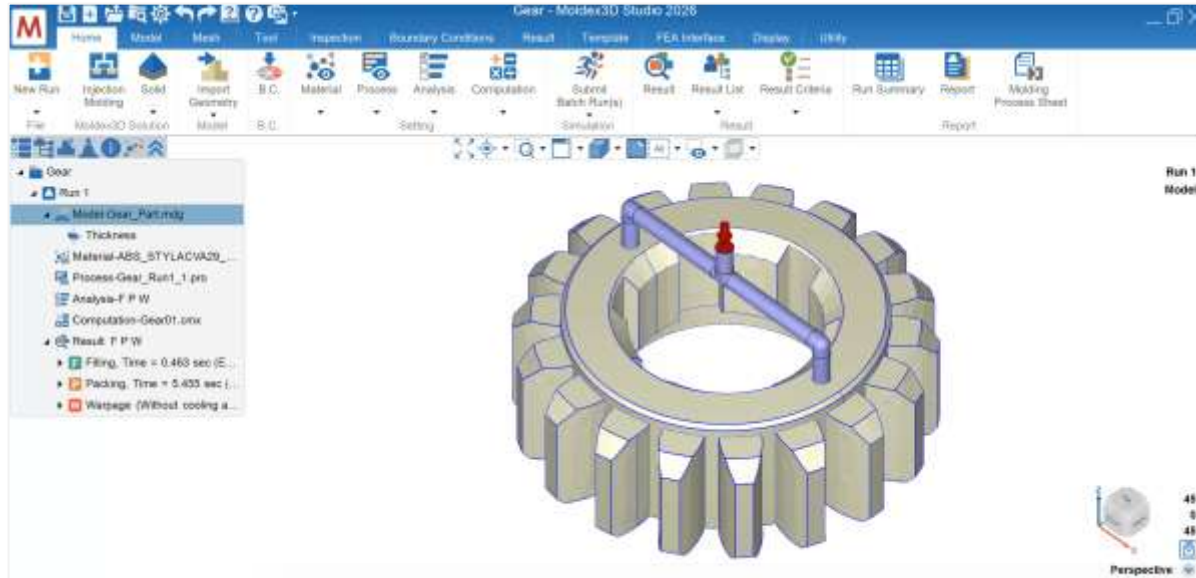 M
Gear - Moldex3D Studio 2026
Home Model Mesh Tool Inspection Boundary Conditions Result Template FEA Interface Display Utility
New Run Injection Molding Solid Import Geometry B.C. Material Process Analysis Computation Submit Batch Run(s) Result Result List Result Criteria Run Summary Report Molding Process Sheet
File Moldex3D Solution Model B.C. Setting Simulation Result Report
Gear
Run 1
Model-Gear_Part.mdg
Thickness
Material-ABS_STYLACVA29_...
Process-Gear_Run1_1.pro
Analysis-F P W
Computation-Gear01.cmx
Result F P W
Filling, Time = 0.463 sec (E...
Packing, Time = 5.455 sec (...
Warpage (Without cooling a...
Run 1
Model
Z
X
45
0
45
Perspective